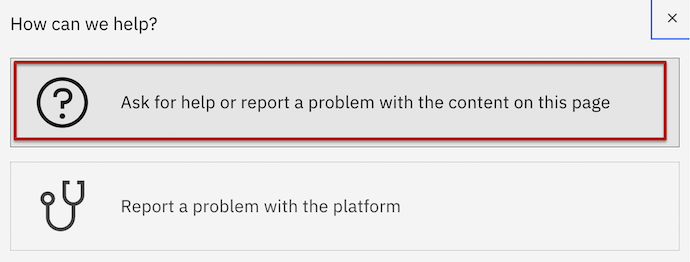 How can we help?
Ask for help or report a problem with the content on this page
Report a problem with the platform